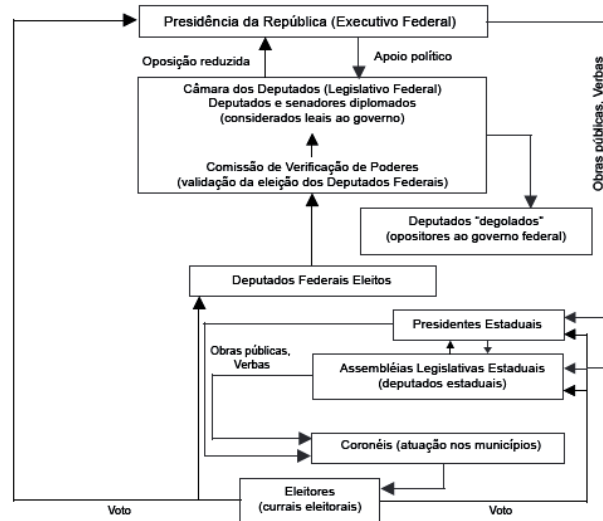 Presidência da República (Executivo Federal)
Oposição reduzida
Apoio político
Obras públicas, Verbas
Câmara dos Deputados (Legislativo Federal)
Deputados e senadores diplomados
(considerados leais ao governo)
Comissão de Verificação de Poderes
(validação da eleição dos Deputados Federais)
Deputados "degolados"
(opositores ao governo federal)
Deputados Federais Eleitos
Presidentes Estaduais
Obras públicas,
Verbas
Assembléias Legislativas Estaduais
(deputados estaduais)
Coronéis (atuação nos municípios)
Eleitores
(currais eleitorais)
Voto
Voto